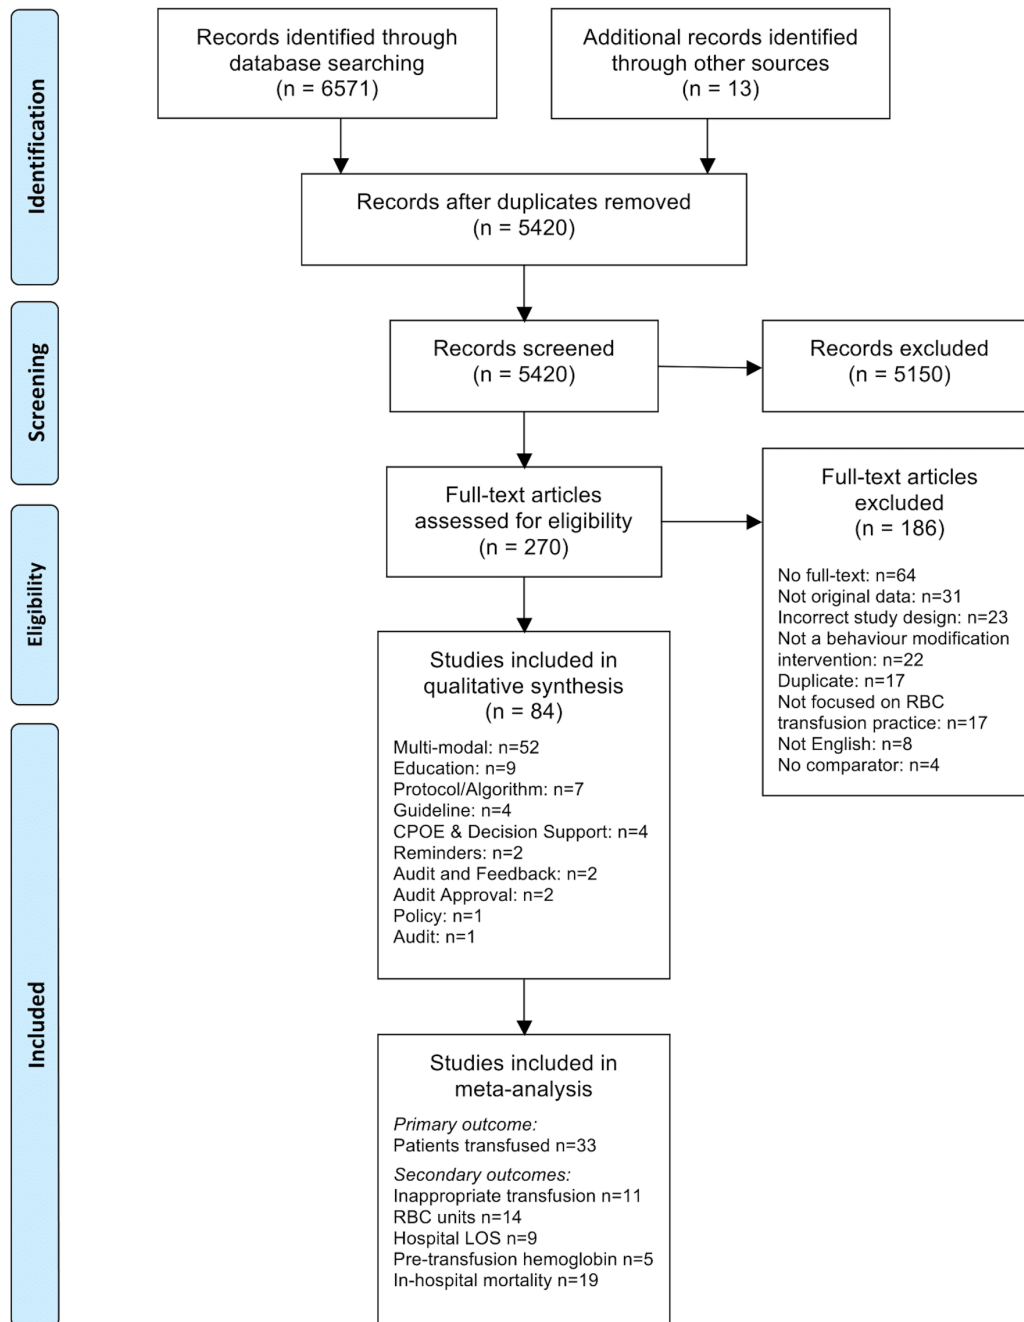 Identification
Records identified through
database searching
(n = 6571)
Additional records identified
through other sources
(n = 13)
Records after duplicates removed
(n = 5420)
Screening
Records screened
(n = 5420)
Records excluded
(n = 5150)
Eligibility
Full-text articles
assessed for eligibility
(n = 270)
Full-text articles
excluded
(n = 186)
No full-text: n=64
Not original data: n=31
Incorrect study design: n=23
Not a behaviour modification
intervention: n=22
Duplicate: n=17
Not focused on RBC
transfusion practice: n=17
Not English: n=8
No comparator: n=4
Included
Studies included in
qualitative synthesis
(n = 84)
Multi-modal: n=52
Education: n=9
Protocol/Algorithm: n=7
Guideline: n=4
CPOE & Decision Support: n=4
Reminders: n=2
Audit and Feedback: n=2
Audit Approval: n=2
Policy: n=1
Audit: n=1
Studies included in
meta-analysis
Primary outcome:
Patients transfused n=33
Secondary outcomes:
Inappropriate transfusion n=11
RBC units n=14
Hospital LOS n=9
Pre-transfusion hemoglobin n=5
In-hospital mortality n=19